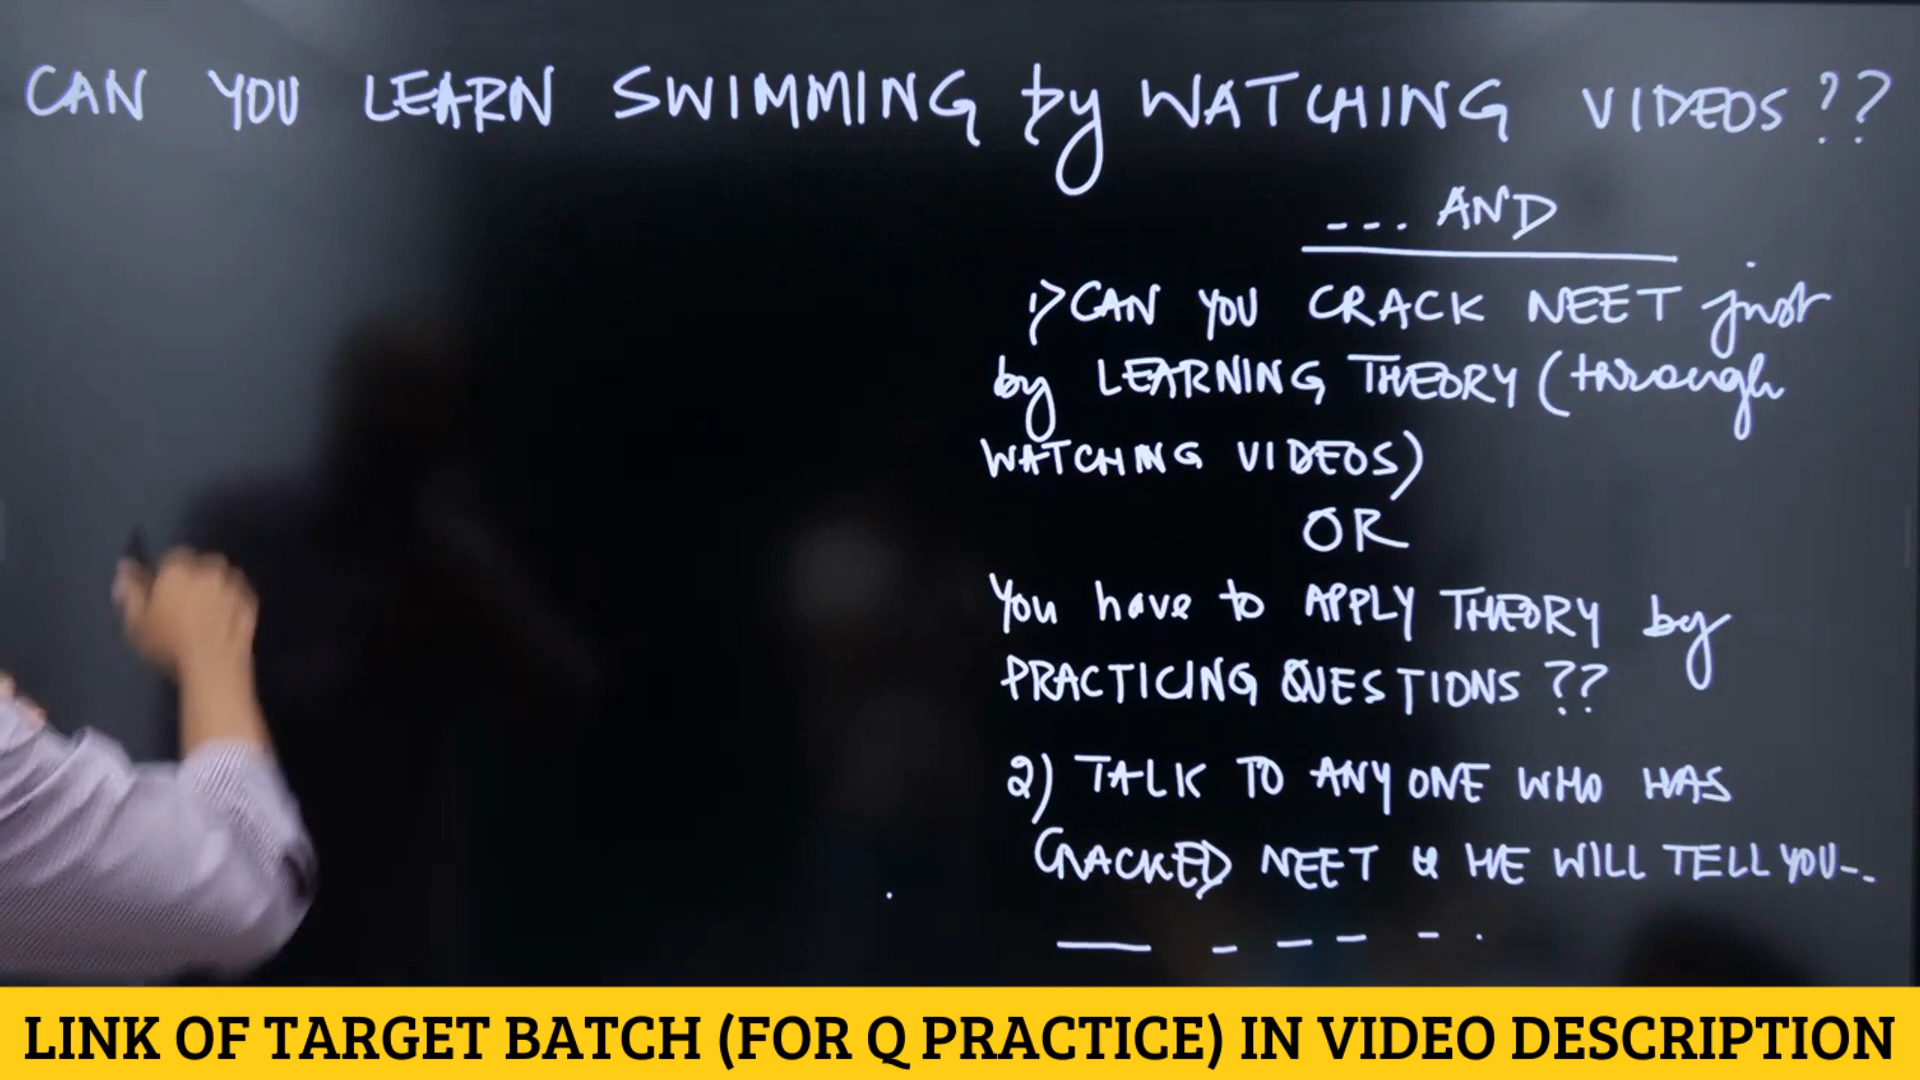 CAN YOU LEARN SWIMMING by WATCHING VIDEOS ??
--.. AND
1) CAN YOU CRACK NEET just
by LEARNING THEORY (through
WATCHING VIDEOS)
OR
You have to APPLY THEORY by
PRACTICING QUESTIONS ??
2) TALK TO ANY ONE WHO HAS
CRACKED NEET & HE WILL TELL YOU-..
LINK OF TARGET BATCH (FOR Q PRACTICE) IN VIDEO DESCRIPTION